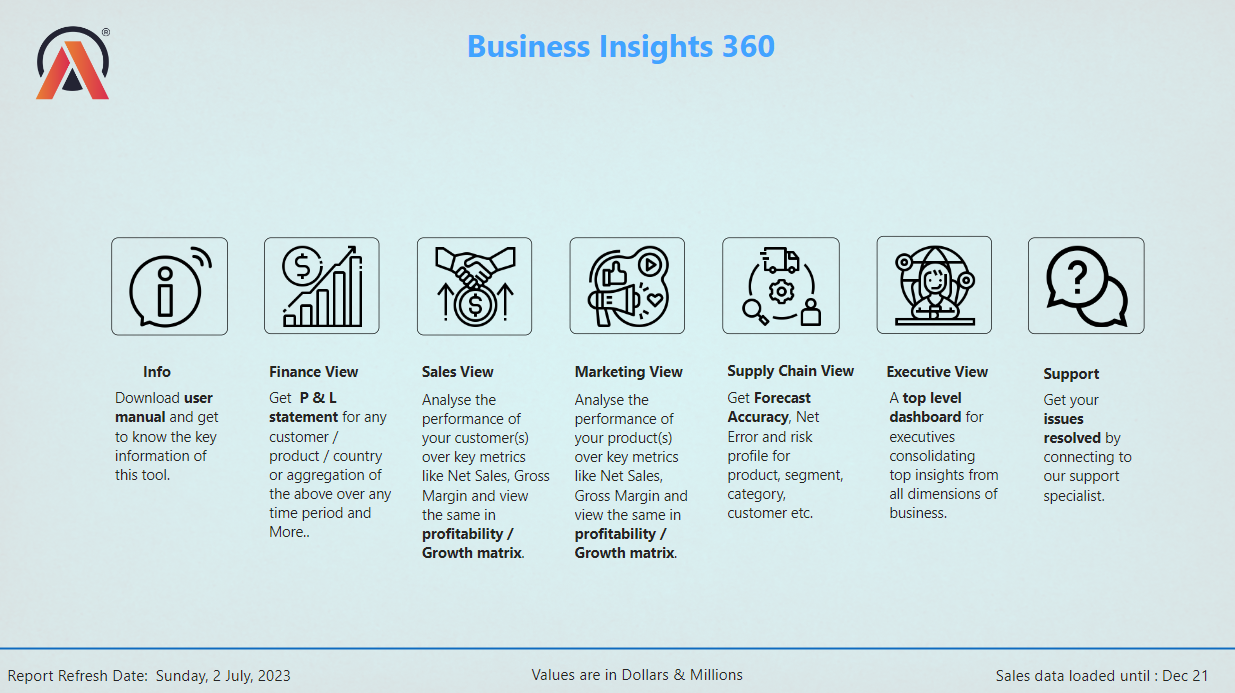 ®
Business Insights 360
Info
Download user
manual and get
to know the key
information of
this tool.
Finance View
Get  P & L
statement for any
customer /
product / country
or aggregation of
the above over any
time period and
More..
Sales View
Analyse the
performance of
your customer(s)
over key metrics
like Net Sales, Gross
Margin and view
the same in
profitability /
Growth matrix.
Marketing View
Analyse the
performance of
your product(s)
over key metrics
like Net Sales,
Gross Margin and
view the same in
profitability /
Growth matrix.
Supply Chain View
Get Forecast
Accuracy, Net
Error and risk
profile for
product, segment,
category,
customer etc.
Executive View
A top level
dashboard for
executives
consolidating
top insights from
all dimensions of
business.
Support
Get your
issues
resolved by
connecting to
our support
specialist.
Report Refresh Date:  Sunday, 2 July, 2023
Values are in Dollars & Millions
Sales data loaded until : Dec 21